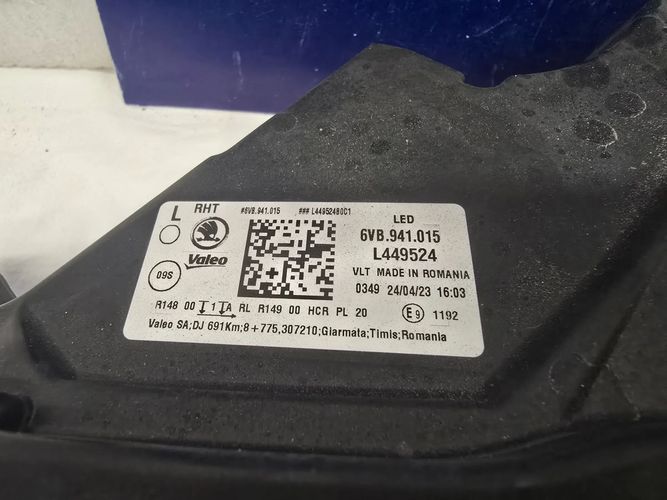 L RHT #6VB.941.015 ### L44952480C1
LED
6VB.941.015
L449524
Valeo
VLT MADE IN ROMANIA
09S
0349 24/04/23 16:03
R148 00 1 A RL R149 00 HCR PL 20 E9 1192
Valeo SA;DJ 691Km;8+775,307210;Giarmata;Timis;Romania